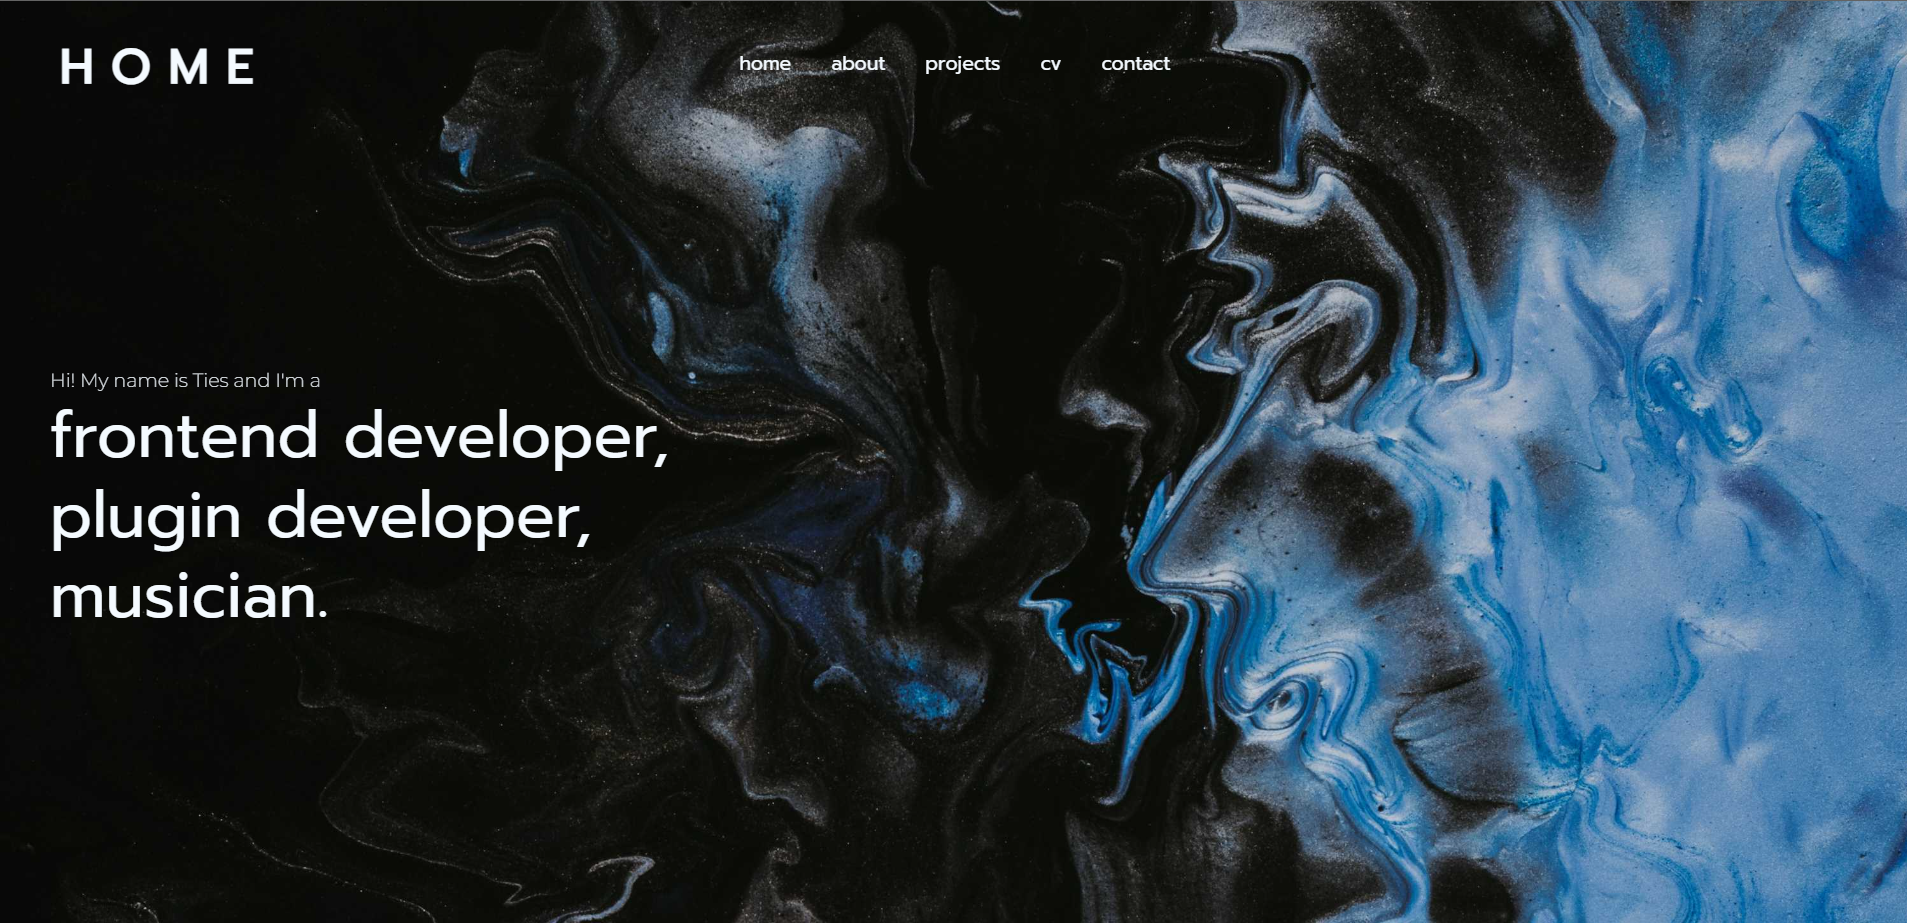 HOME
home about projects cv contact
Hi! My name is Ties and I'm a
frontend developer,
plugin developer,
musician.